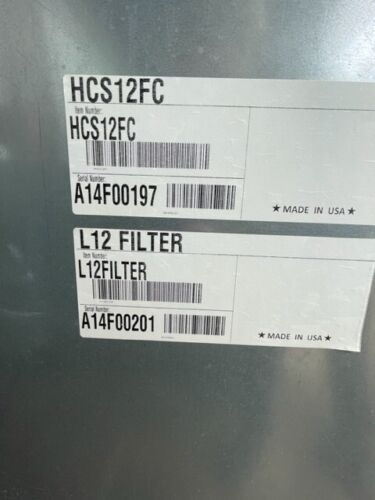 HCS12FC
Item Number:
HCS12FC
Serial Number:
A14F00197
★ MADE IN USA ★
L12 FILTER
Item Number:
L12FILTER
Serial Number:
A14F00201
★ MADE IN USA ★